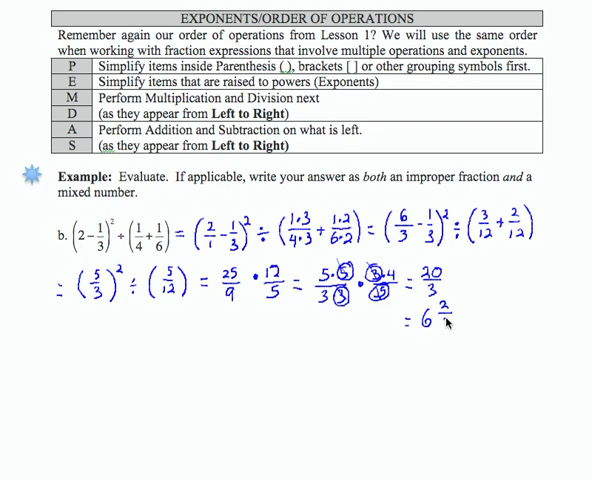 EXPONENTS/ORDER OF OPERATIONS
Remember again our order of operations from Lesson 1? We will use the same order
when working with fraction expressions that involve multiple operations and exponents.
P Simplify items inside Parenthesis ( ), brackets [ ] or other grouping symbols first.
E Simplify items that are raised to powers (Exponents)
M Perform Multiplication and Division next
D (as they appear from Left to Right)
A Perform Addition and Subtraction on what is left.
S (as they appear from Left to Right)
Example: Evaluate. If applicable, write your answer as both an improper fraction and a
mixed number.
b. (2 − 1/3)² ÷ (1/4 + 1/6) = (2/1 − 1/3)² ÷ (1•3/4•3 + 1•2/6•2) = (6/3 − 1/3)² ÷ (3/12 + 2/12)
= (5/3)² ÷ (5/12) = 25/9 • 12/5 = 5•5/3•3 • 3•4/5 = 20/3
= 6 2/